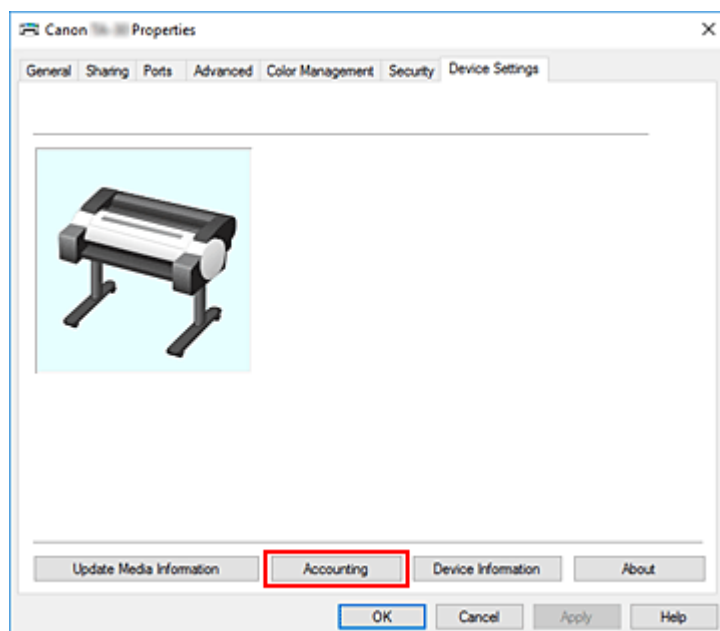 Canon Properties
General Sharing Ports Advanced Color Management Security Device Settings
Update Media Information Accounting Device Information About
OK Cancel Apply Help